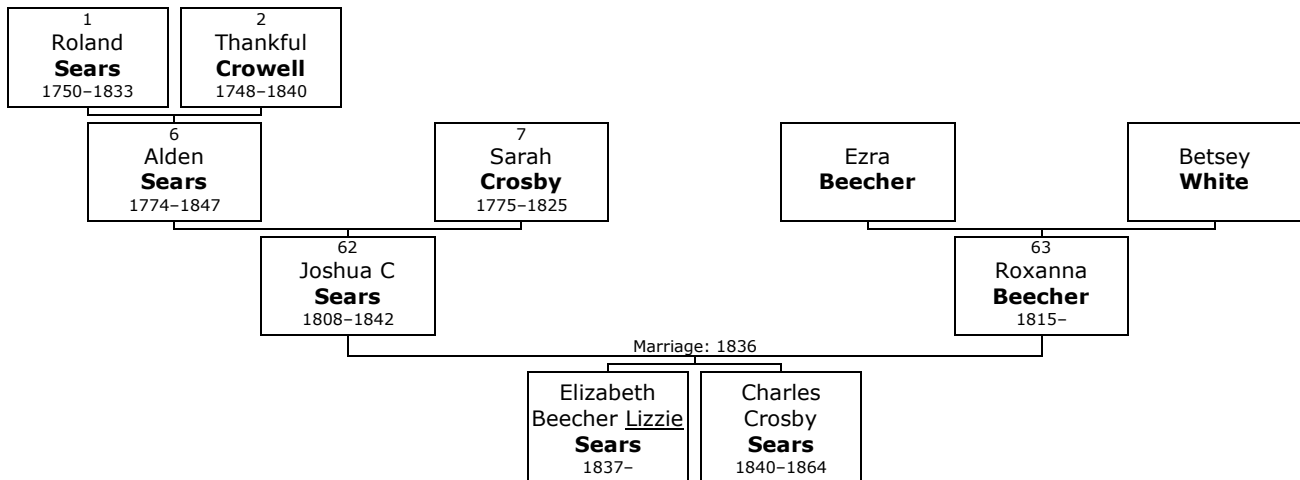 1
Roland
Sears
1750–1833
2
Thankful
Crowell
1748–1840
6
Alden
Sears
1774–1847
7
Sarah
Crosby
1775–1825
Ezra
Beecher
Betsey
White
62
Joshua C
Sears
1808–1842
63
Roxanna
Beecher
1815–
Marriage: 1836
Elizabeth
Beecher Lizzie
Sears
1837–
Charles
Crosby
Sears
1840–1864